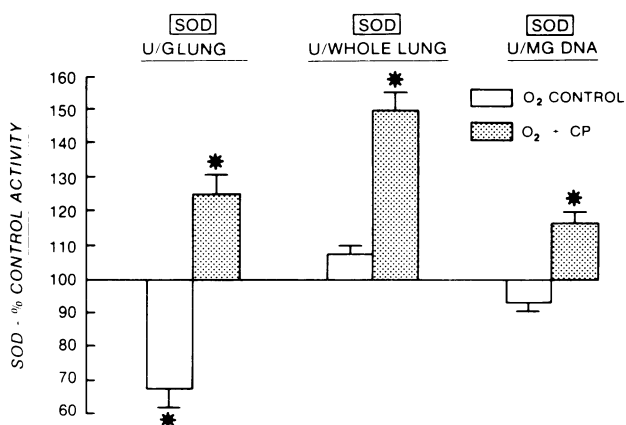 SOD SOD SOD
U/GLUNG U/WHOLE LUNG U/MG DNA
160
150
130
120
110
100
90
80
70
60
SOD - % CONTROL ACTIVITY
O₂ CONTROL
O₂ + CP